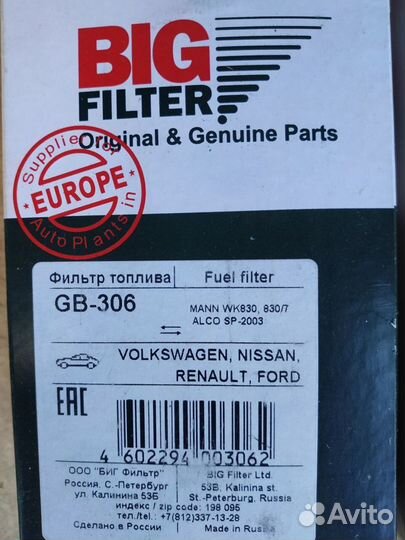 BIG
FILTER
Original & Genuine Parts
Supplier of
EUROPE
Auto Plants in
Фильтр топлива Fuel filter
GB-306
MANN WK830, 830/7
ALCO SP-2003
VOLKSWAGEN, NISSAN,
RENAULT, FORD
EAC
4 602294 003062
ООО "БИГ Фильтр" BIG Filter Ltd.
Россия, С.-Петербург 53B, Kalinina st.
ул. Калинина 53Б St.-Peterburg, Russia
индекс / zip code: 198 095
тел./tel.: +7(812)337-13-28
Сделано в России Made in Russia
Avito